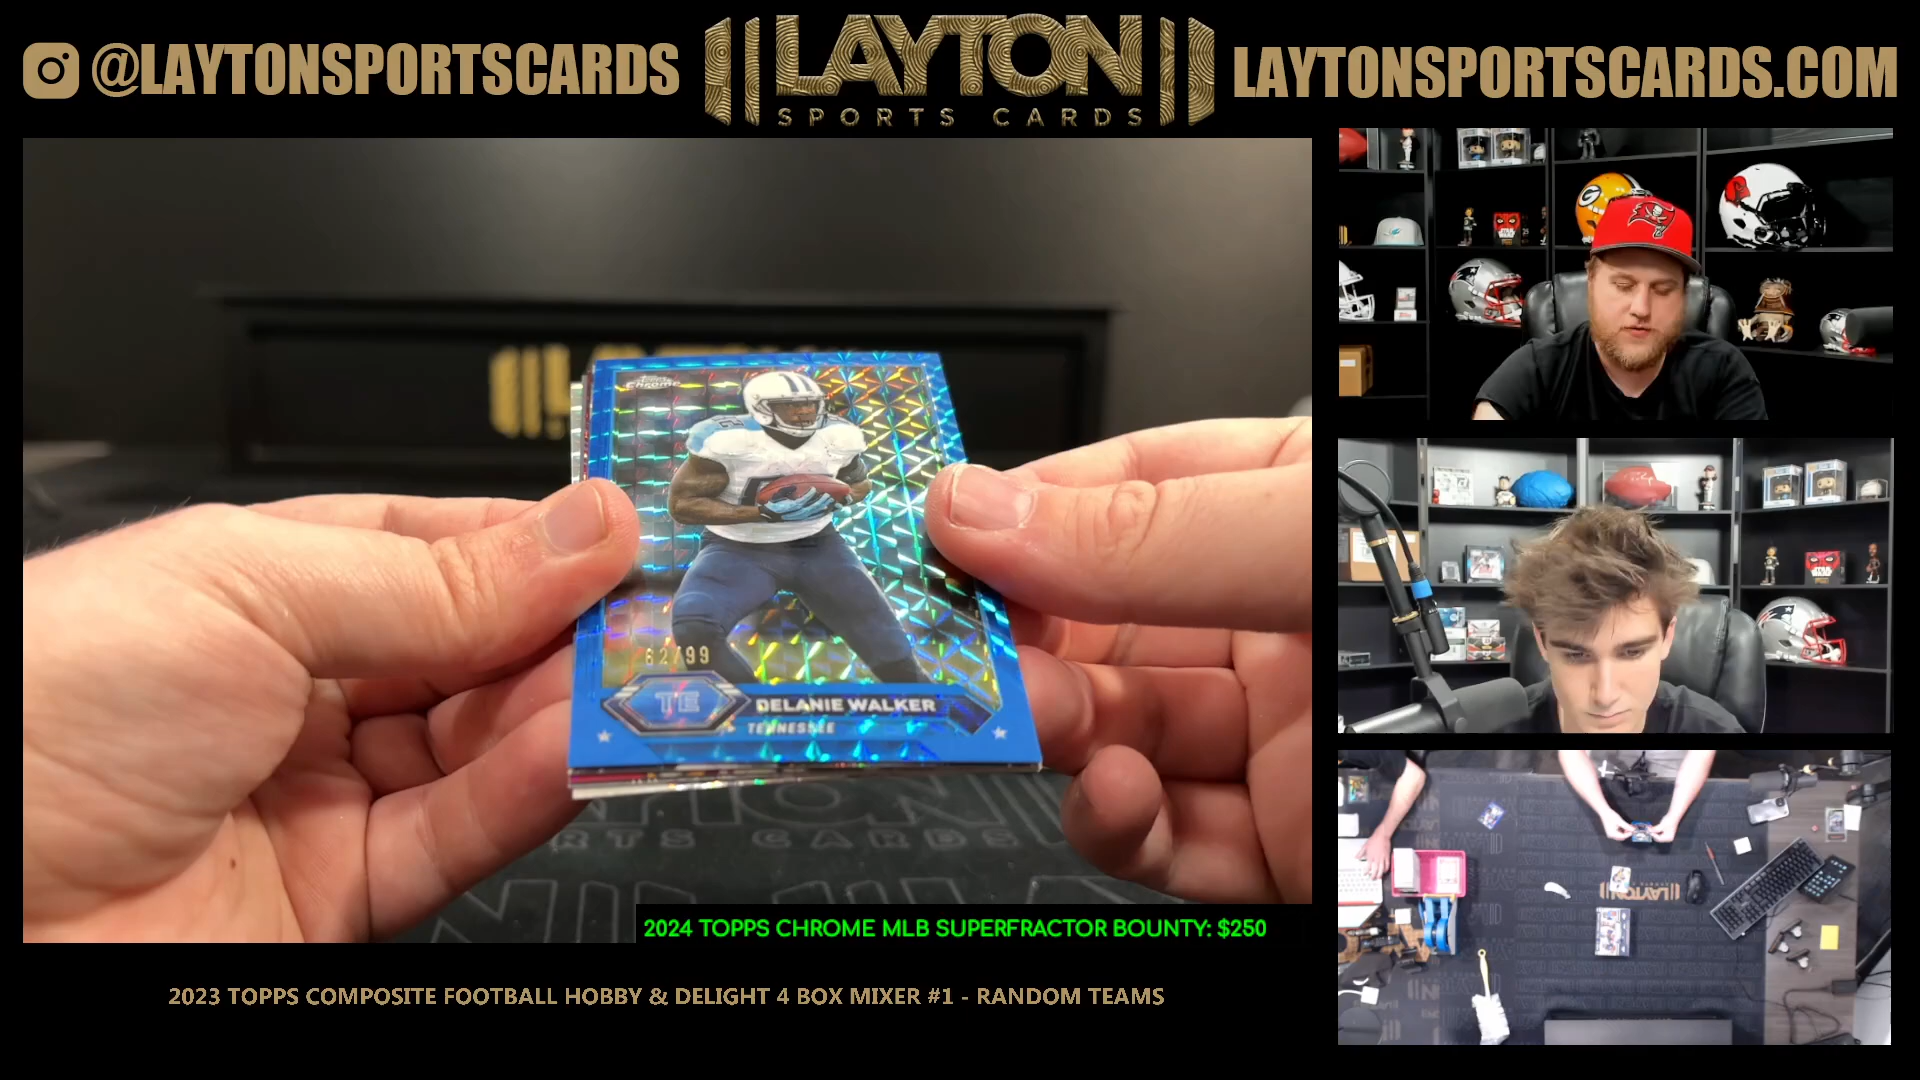 @LAYTONSPORTSCARDS
LAYTON
SPORTS CARDS
LAYTONSPORTSCARDS.COM
Topps
Chrome
62/99
TE
DELANIE WALKER
TENNESSEE
2024 TOPPS CHROME MLB SUPERFRACTOR BOUNTY: $250
2023 TOPPS COMPOSITE FOOTBALL HOBBY & DELIGHT 4 BOX MIXER #1 - RANDOM TEAMS